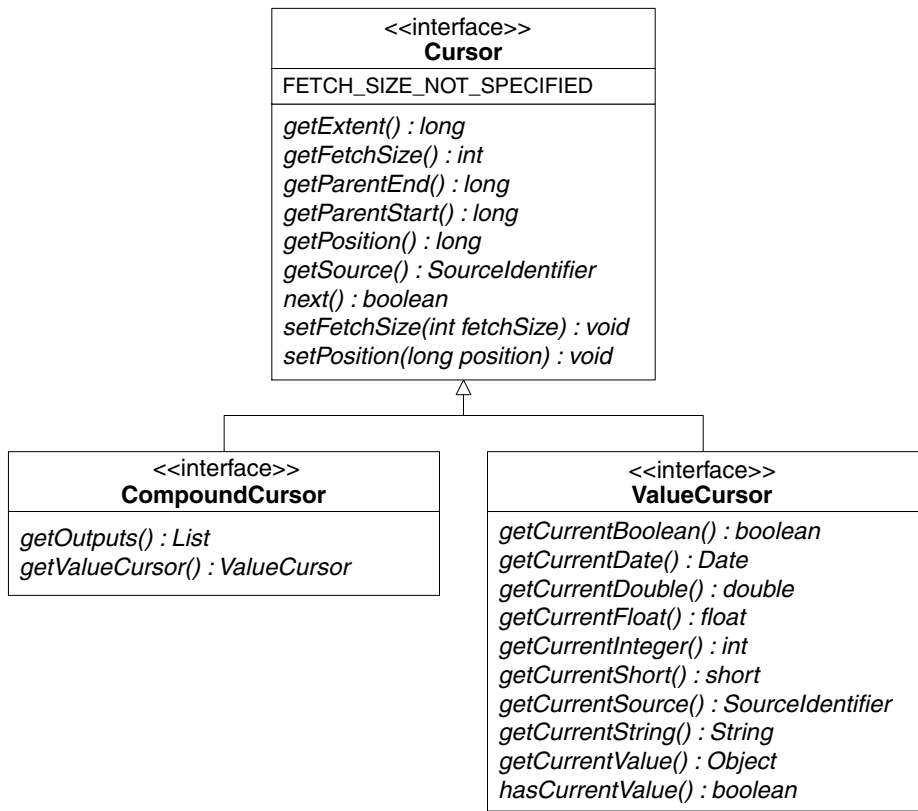 <<interface>>
Cursor
FETCH_SIZE_NOT_SPECIFIED
getExtent() : long
getFetchSize() : int
getParentEnd() : long
getParentStart() : long
getPosition() : long
getSource() : SourceIdentifier
next() : boolean
setFetchSize(int fetchSize) : void
setPosition(long position) : void
<<interface>>
CompoundCursor
getOutputs() : List
getValueCursor() : ValueCursor
<<interface>>
ValueCursor
getCurrentBoolean() : boolean
getCurrentDate() : Date
getCurrentDouble() : double
getCurrentFloat() : float
getCurrentInteger() : int
getCurrentShort() : short
getCurrentSource() : SourceIdentifier
getCurrentString() : String
getCurrentValue() : Object
hasCurrentValue() : boolean